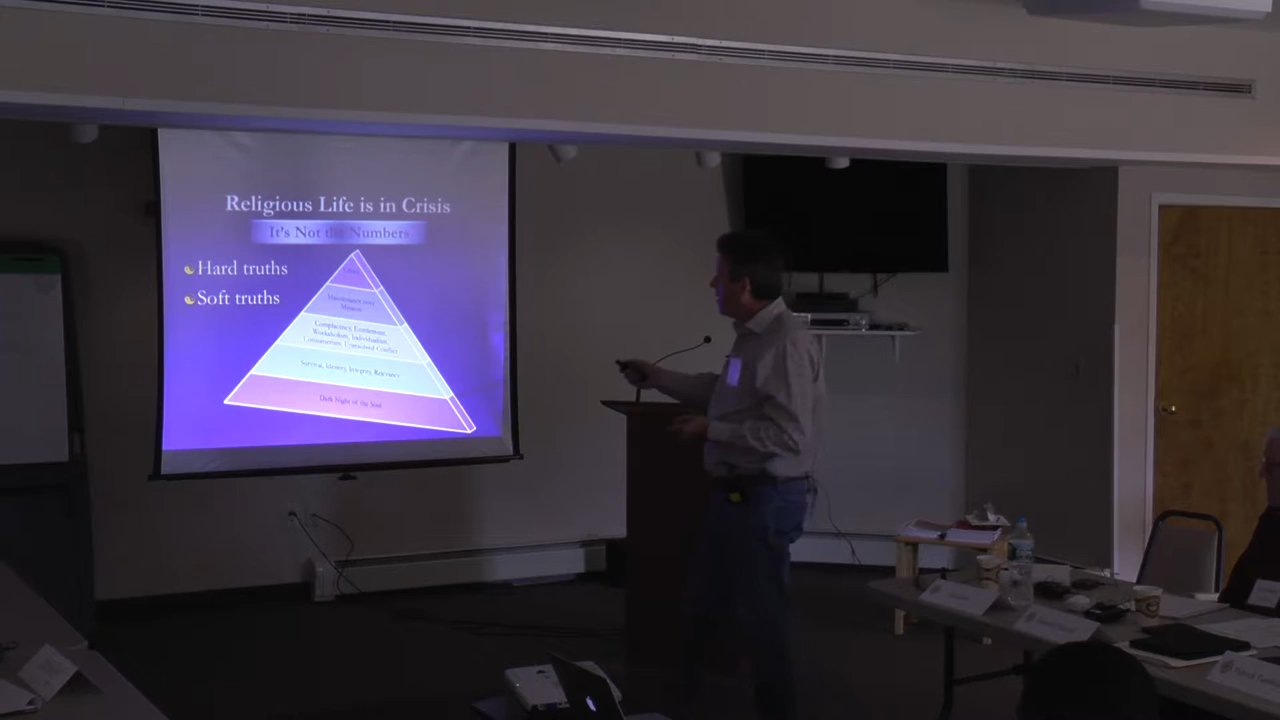 Religious Life is in Crisis
It's Not the Numbers
Hard truths
Soft truths
Maintenance over
Mission
Complacency, Entitlement,
Workaholism, Individualism,
Consumerism, Unresolved Conflict
Survival, Identity, Integrity, Relevancy
Dark Night of the Soul